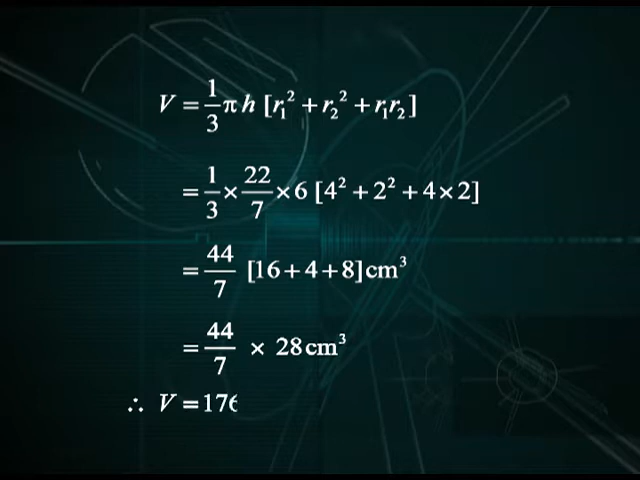 V = 1/3 π h [r₁² + r₂² + r₁r₂]
= 1/3 × 22/7 × 6 [4² + 2² + 4 × 2]
= 44/7 [16 + 4 + 8] cm³
= 44/7 × 28 cm³
∴ V = 176